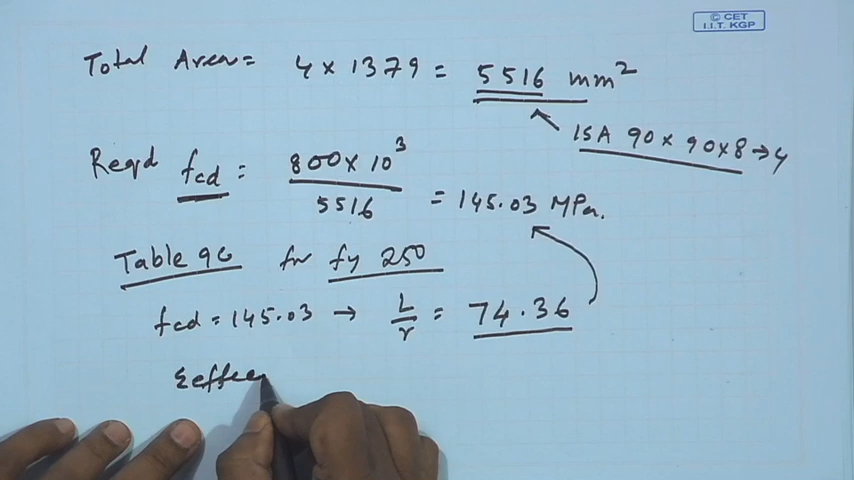 © CET
I.I.T. KGP
Total Area = 4 x 1379 = 5516 mm²
ISA 90 x 90 x 8 → 4
Reqd fcd = 800 x 10³ / 5516 = 145.03 MPa.
Table 9C for fy 250
fcd = 145.03 → L/r = 74.36